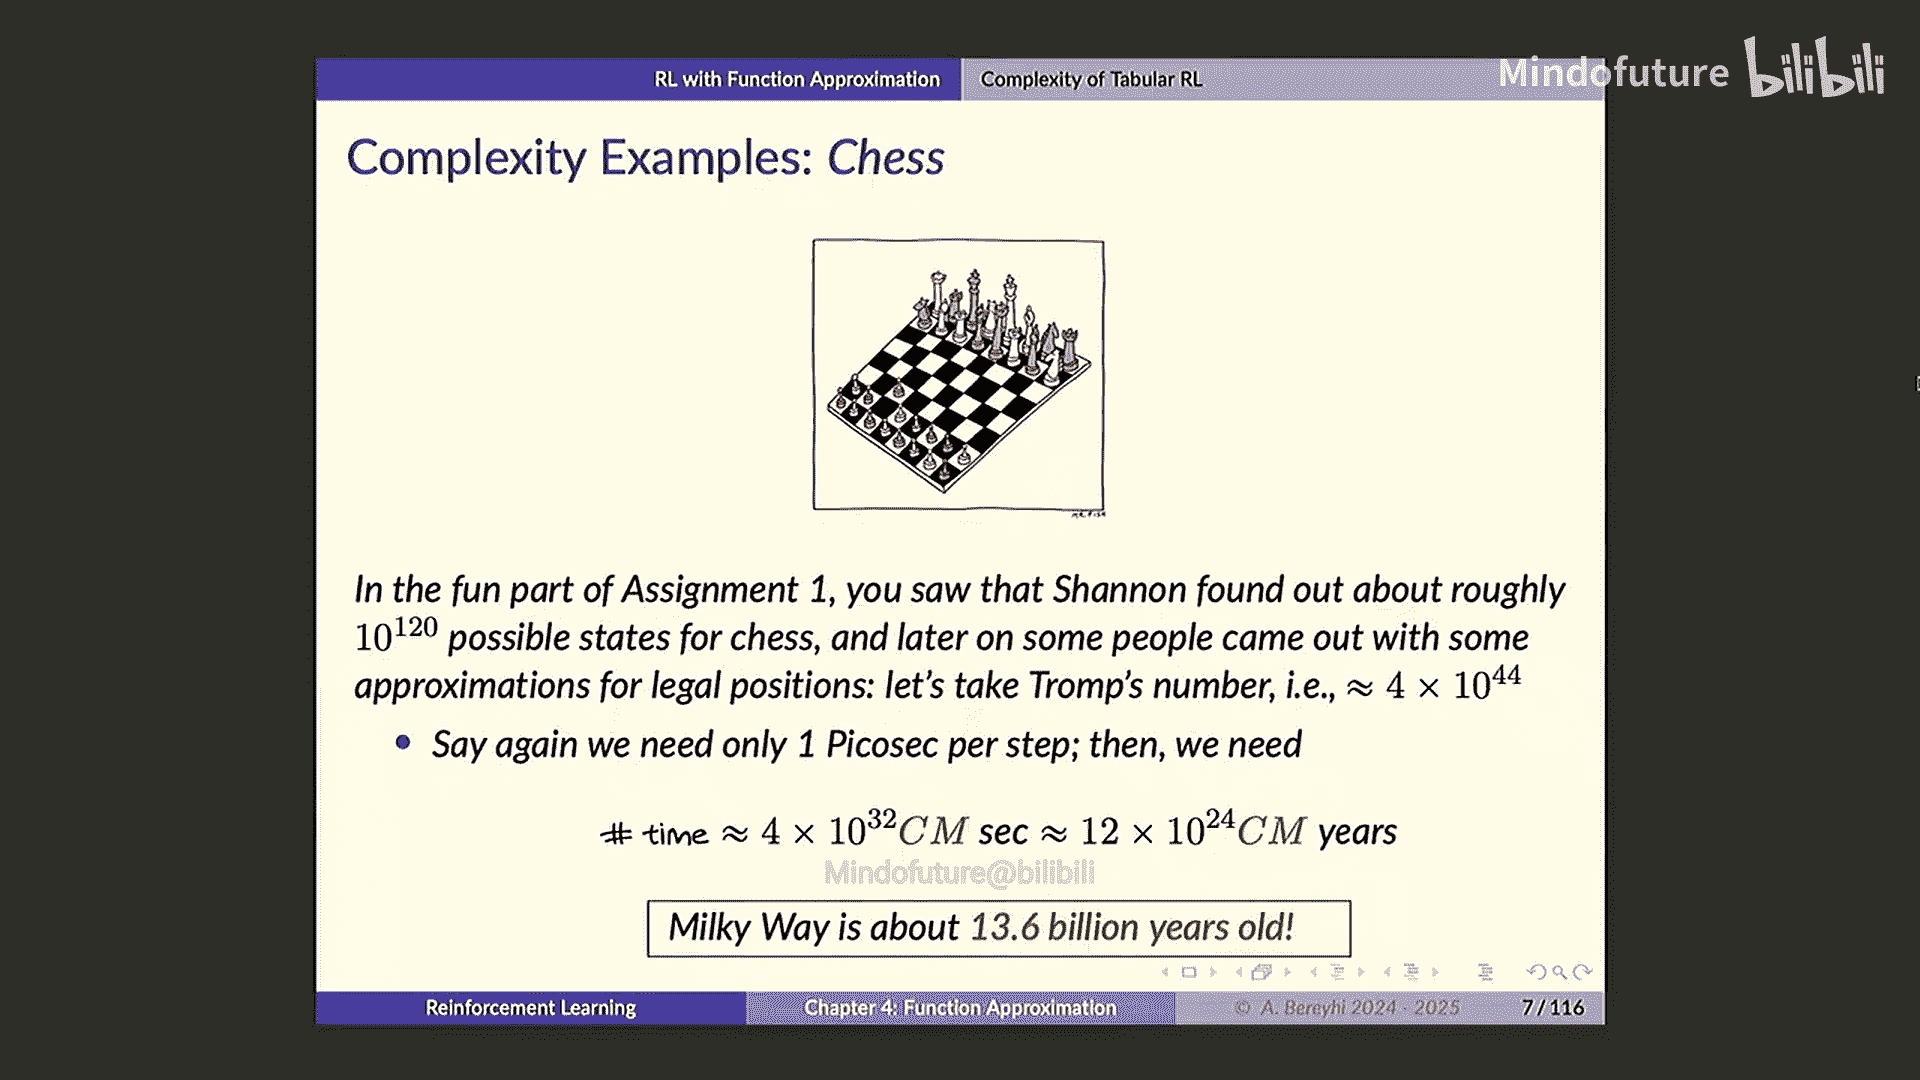 Mindofuture bilibili
RL with Function Approximation Complexity of Tabular RL
Complexity Examples: Chess
MR. FISH
In the fun part of Assignment 1, you saw that Shannon found out about roughly
10^120 possible states for chess, and later on some people came out with some
approximations for legal positions: let's take Tromp's number, i.e., ≈ 4 × 10^44
• Say again we need only 1 Picosec per step; then, we need
# time ≈ 4 × 10^32 CM sec ≈ 12 × 10^24 CM years
Mindofuture@bilibili
Milky Way is about 13.6 billion years old!
Reinforcement Learning Chapter 4: Function Approximation © A. Bereyhi 2024 - 2025 7 / 116